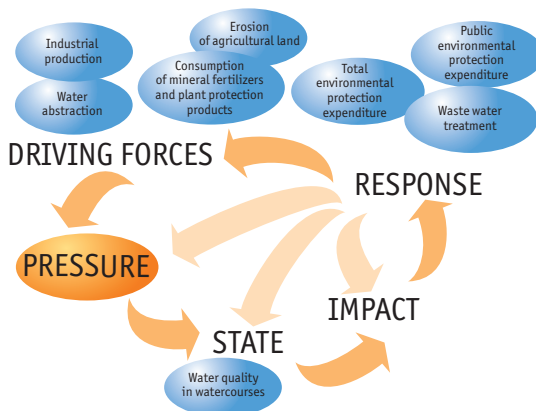 Industrial
production
Water
abstraction
Erosion
of agricultural land
Consumption
of mineral fertilizers
and plant protection
products
Total
environmental
protection
expenditure
Public
environmental
protection
expenditure
Waste water
treatment
DRIVING FORCES
RESPONSE
PRESSURE
IMPACT
STATE
Water quality
in watercourses